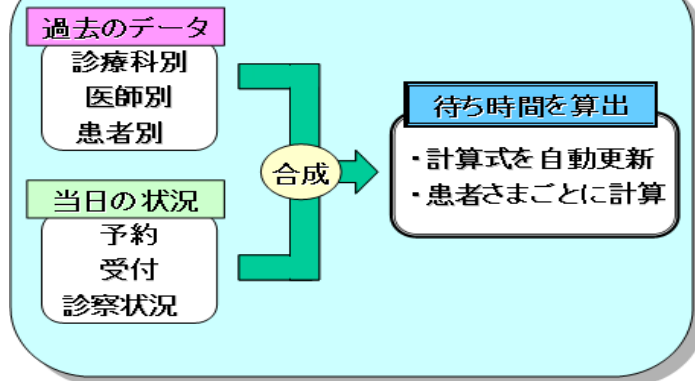 過去のデータ
診療科別
医師別
患者別
当日の状況
予約
受付
診察状況
合成
待ち時間を算出
・計算式を自動更新
・患者さまごとに計算